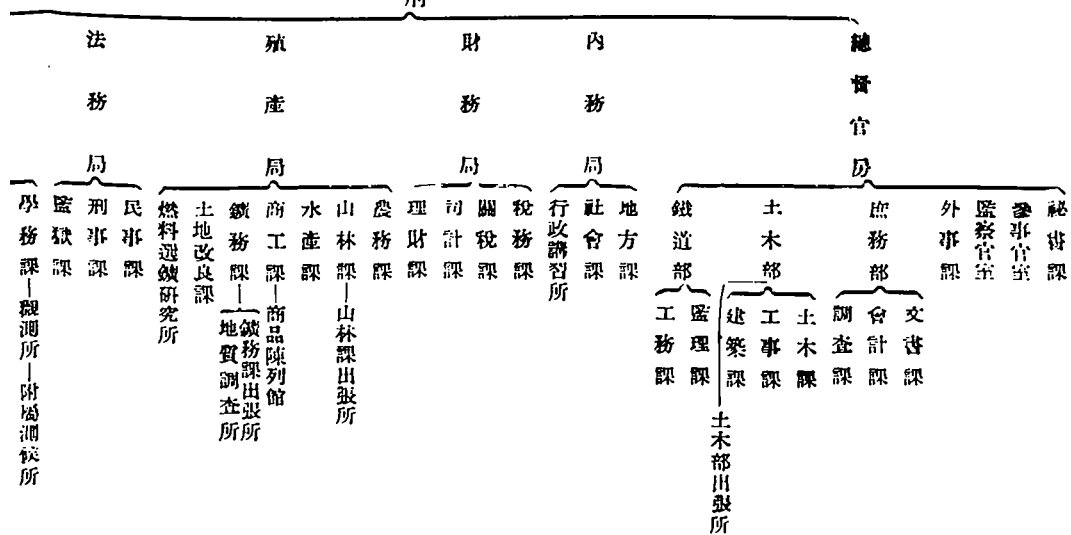 府
總督官房
祕書課
參事官室
監察官室
外事課
庶務部
文書課
會計課
調查課
土木部
土木課
工事課
建築課
土木部出張所
鐵道部
監理課
工務課
內務局
地方課
社會課
行政講習所
財務局
稅務課
關稅課
司計課
理財課
殖產局
農務課
山林課—山林課出張所
水產課
商工課—商品陳列館
鑛務課—鑛務課出張所
地質調查所
土地改良課
燃料選鑛硏究所
法務局
民事課
刑事課
監獄課
學務課—觀測所—附屬測候所